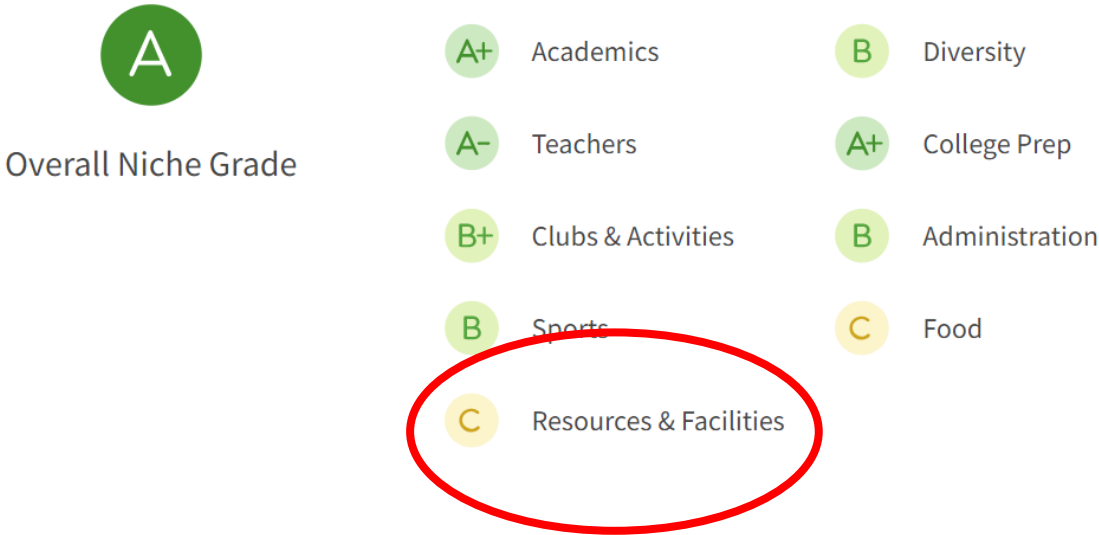 A
Overall Niche Grade
A+ Academics
A- Teachers
B+ Clubs & Activities
B Sports
C Resources & Facilities
B Diversity
A+ College Prep
B Administration
C Food